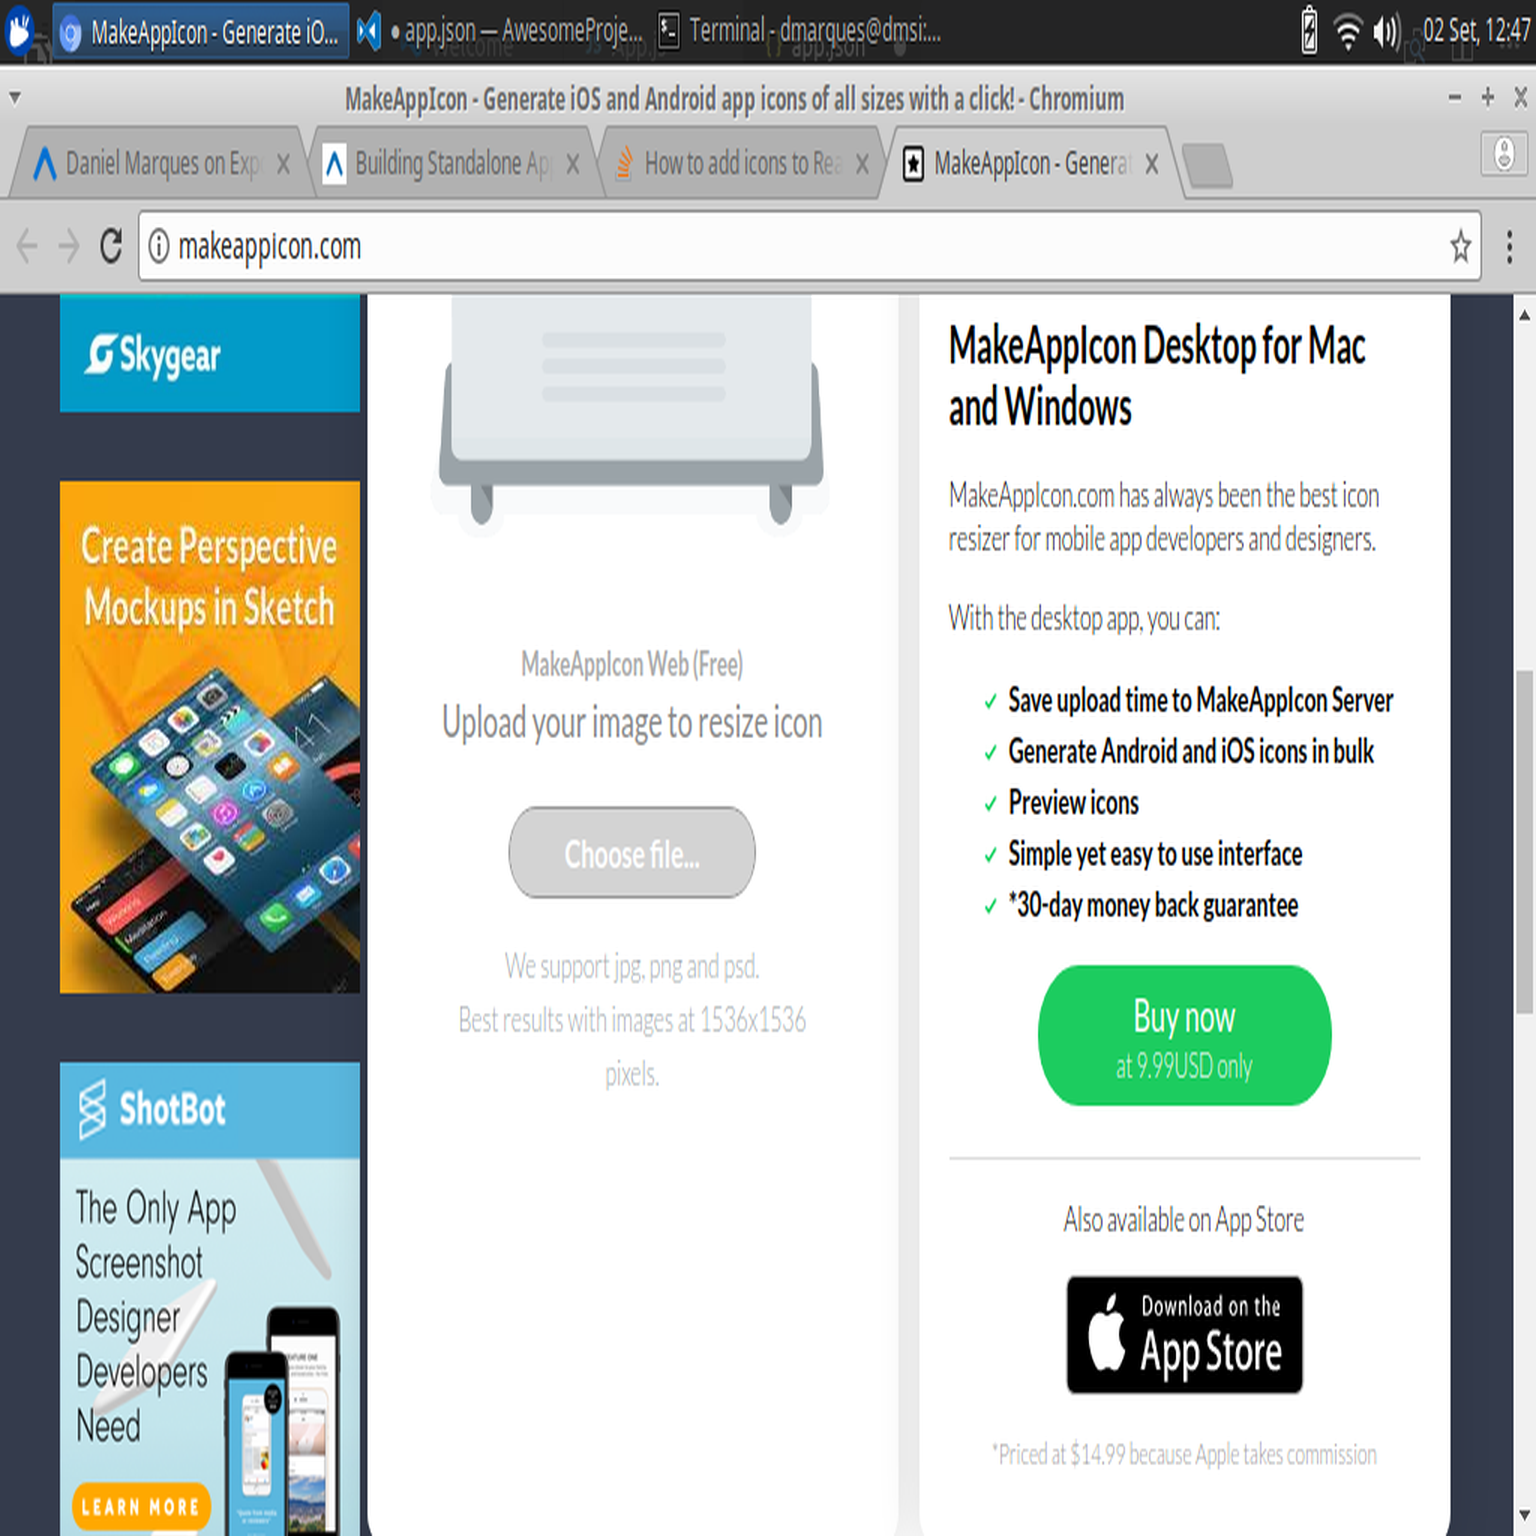 MakeAppIcon - Generate iO...
● app.json — AwesomeProje...
Terminal - dmarques@dmsi:...
02 Set, 12:47
MakeAppIcon - Generate iOS and Android app icons of all sizes with a click! - Chromium
Daniel Marques on Exp
Building Standalone Ap
How to add icons to Rea
MakeAppIcon - Generat
makeappicon.com
Skygear
Create Perspective
Mockups in Sketch
ShotBot
The Only App
Screenshot
Designer
Developers
Need
LEARN MORE
MakeAppIcon Web (Free)
Upload your image to resize icon
Choose file...
We support jpg, png and psd.
Best results with images at 1536x1536
pixels.
MakeAppIcon Desktop for Mac
and Windows
MakeAppIcon.com has always been the best icon
resizer for mobile app developers and designers.
With the desktop app, you can:
✓ Save upload time to MakeAppIcon Server
✓ Generate Android and iOS icons in bulk
✓ Preview icons
✓ Simple yet easy to use interface
✓ *30-day money back guarantee
Buy now
at 9.99USD only
Also available on App Store
Download on the
App Store
*Priced at $14.99 because Apple takes commission